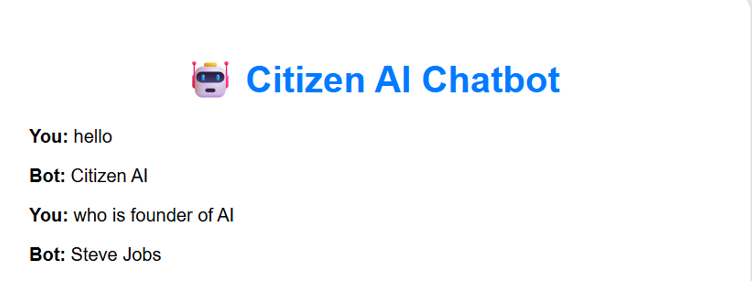 Citizen AI Chatbot
You: hello
Bot: Citizen AI
You: who is founder of AI
Bot: Steve Jobs